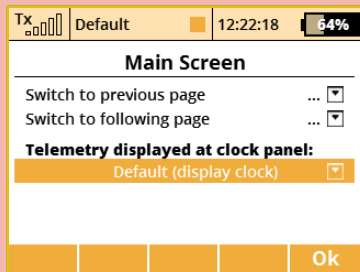 Tx Default 12:22:18 64%
Main Screen
Switch to previous page ...
Switch to following page ...
Telemetry displayed at clock panel:
Default (display clock)
Ok